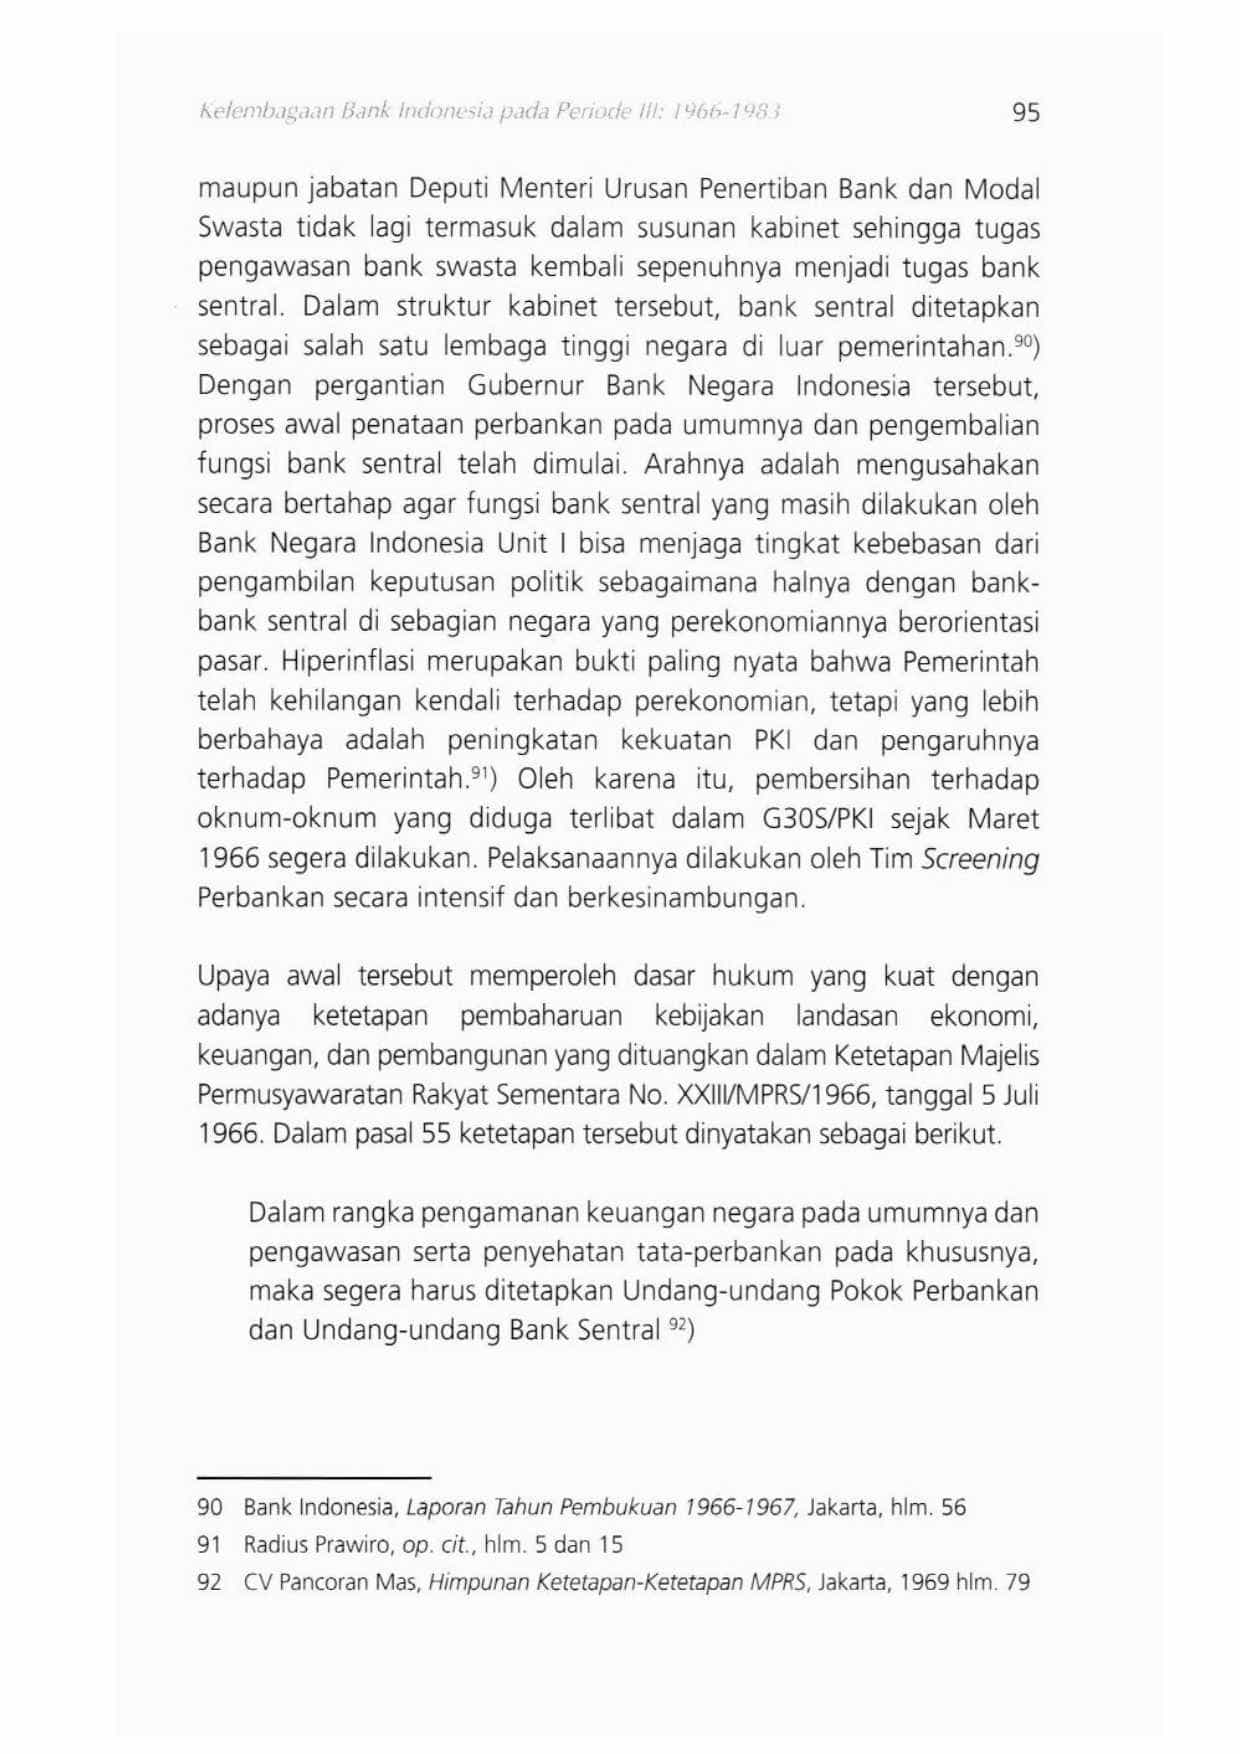 Kelembagaan Bank Indonesia pada Periode III: 1966-1983 95
maupun jabatan Deputi Menteri Urusan Penertiban Bank dan Modal
Swasta tidak lagi termasuk dalam susunan kabinet sehingga tugas
pengawasan bank swasta kembali sepenuhnya menjadi tugas bank
sentral. Dalam struktur kabinet tersebut, bank sentral ditetapkan
sebagai salah satu lembaga tinggi negara di luar pemerintahan.⁹⁰)
Dengan pergantian Gubernur Bank Negara Indonesia tersebut,
proses awal penataan perbankan pada umumnya dan pengembalian
fungsi bank sentral telah dimulai. Arahnya adalah mengusahakan
secara bertahap agar fungsi bank sentral yang masih dilakukan oleh
Bank Negara Indonesia Unit I bisa menjaga tingkat kebebasan dari
pengambilan keputusan politik sebagaimana halnya dengan bank-
bank sentral di sebagian negara yang perekonomiannya berorientasi
pasar. Hiperinflasi merupakan bukti paling nyata bahwa Pemerintah
telah kehilangan kendali terhadap perekonomian, tetapi yang lebih
berbahaya adalah peningkatan kekuatan PKI dan pengaruhnya
terhadap Pemerintah.⁹¹) Oleh karena itu, pembersihan terhadap
oknum-oknum yang diduga terlibat dalam G30S/PKI sejak Maret
1966 segera dilakukan. Pelaksanaannya dilakukan oleh Tim Screening
Perbankan secara intensif dan berkesinambungan.
Upaya awal tersebut memperoleh dasar hukum yang kuat dengan
adanya ketetapan pembaharuan kebijakan landasan ekonomi,
keuangan, dan pembangunan yang dituangkan dalam Ketetapan Majelis
Permusyawaratan Rakyat Sementara No. XXIII/MPRS/1966, tanggal 5 Juli
1966. Dalam pasal 55 ketetapan tersebut dinyatakan sebagai berikut.
Dalam rangka pengamanan keuangan negara pada umumnya dan
pengawasan serta penyehatan tata-perbankan pada khususnya,
maka segera harus ditetapkan Undang-undang Pokok Perbankan
dan Undang-undang Bank Sentral ⁹²)
90 Bank Indonesia, Laporan Tahun Pembukuan 1966-1967, Jakarta, hlm. 56
91 Radius Prawiro, op. cit., hlm. 5 dan 15
92 CV Pancoran Mas, Himpunan Ketetapan-Ketetapan MPRS, Jakarta, 1969 hlm. 79